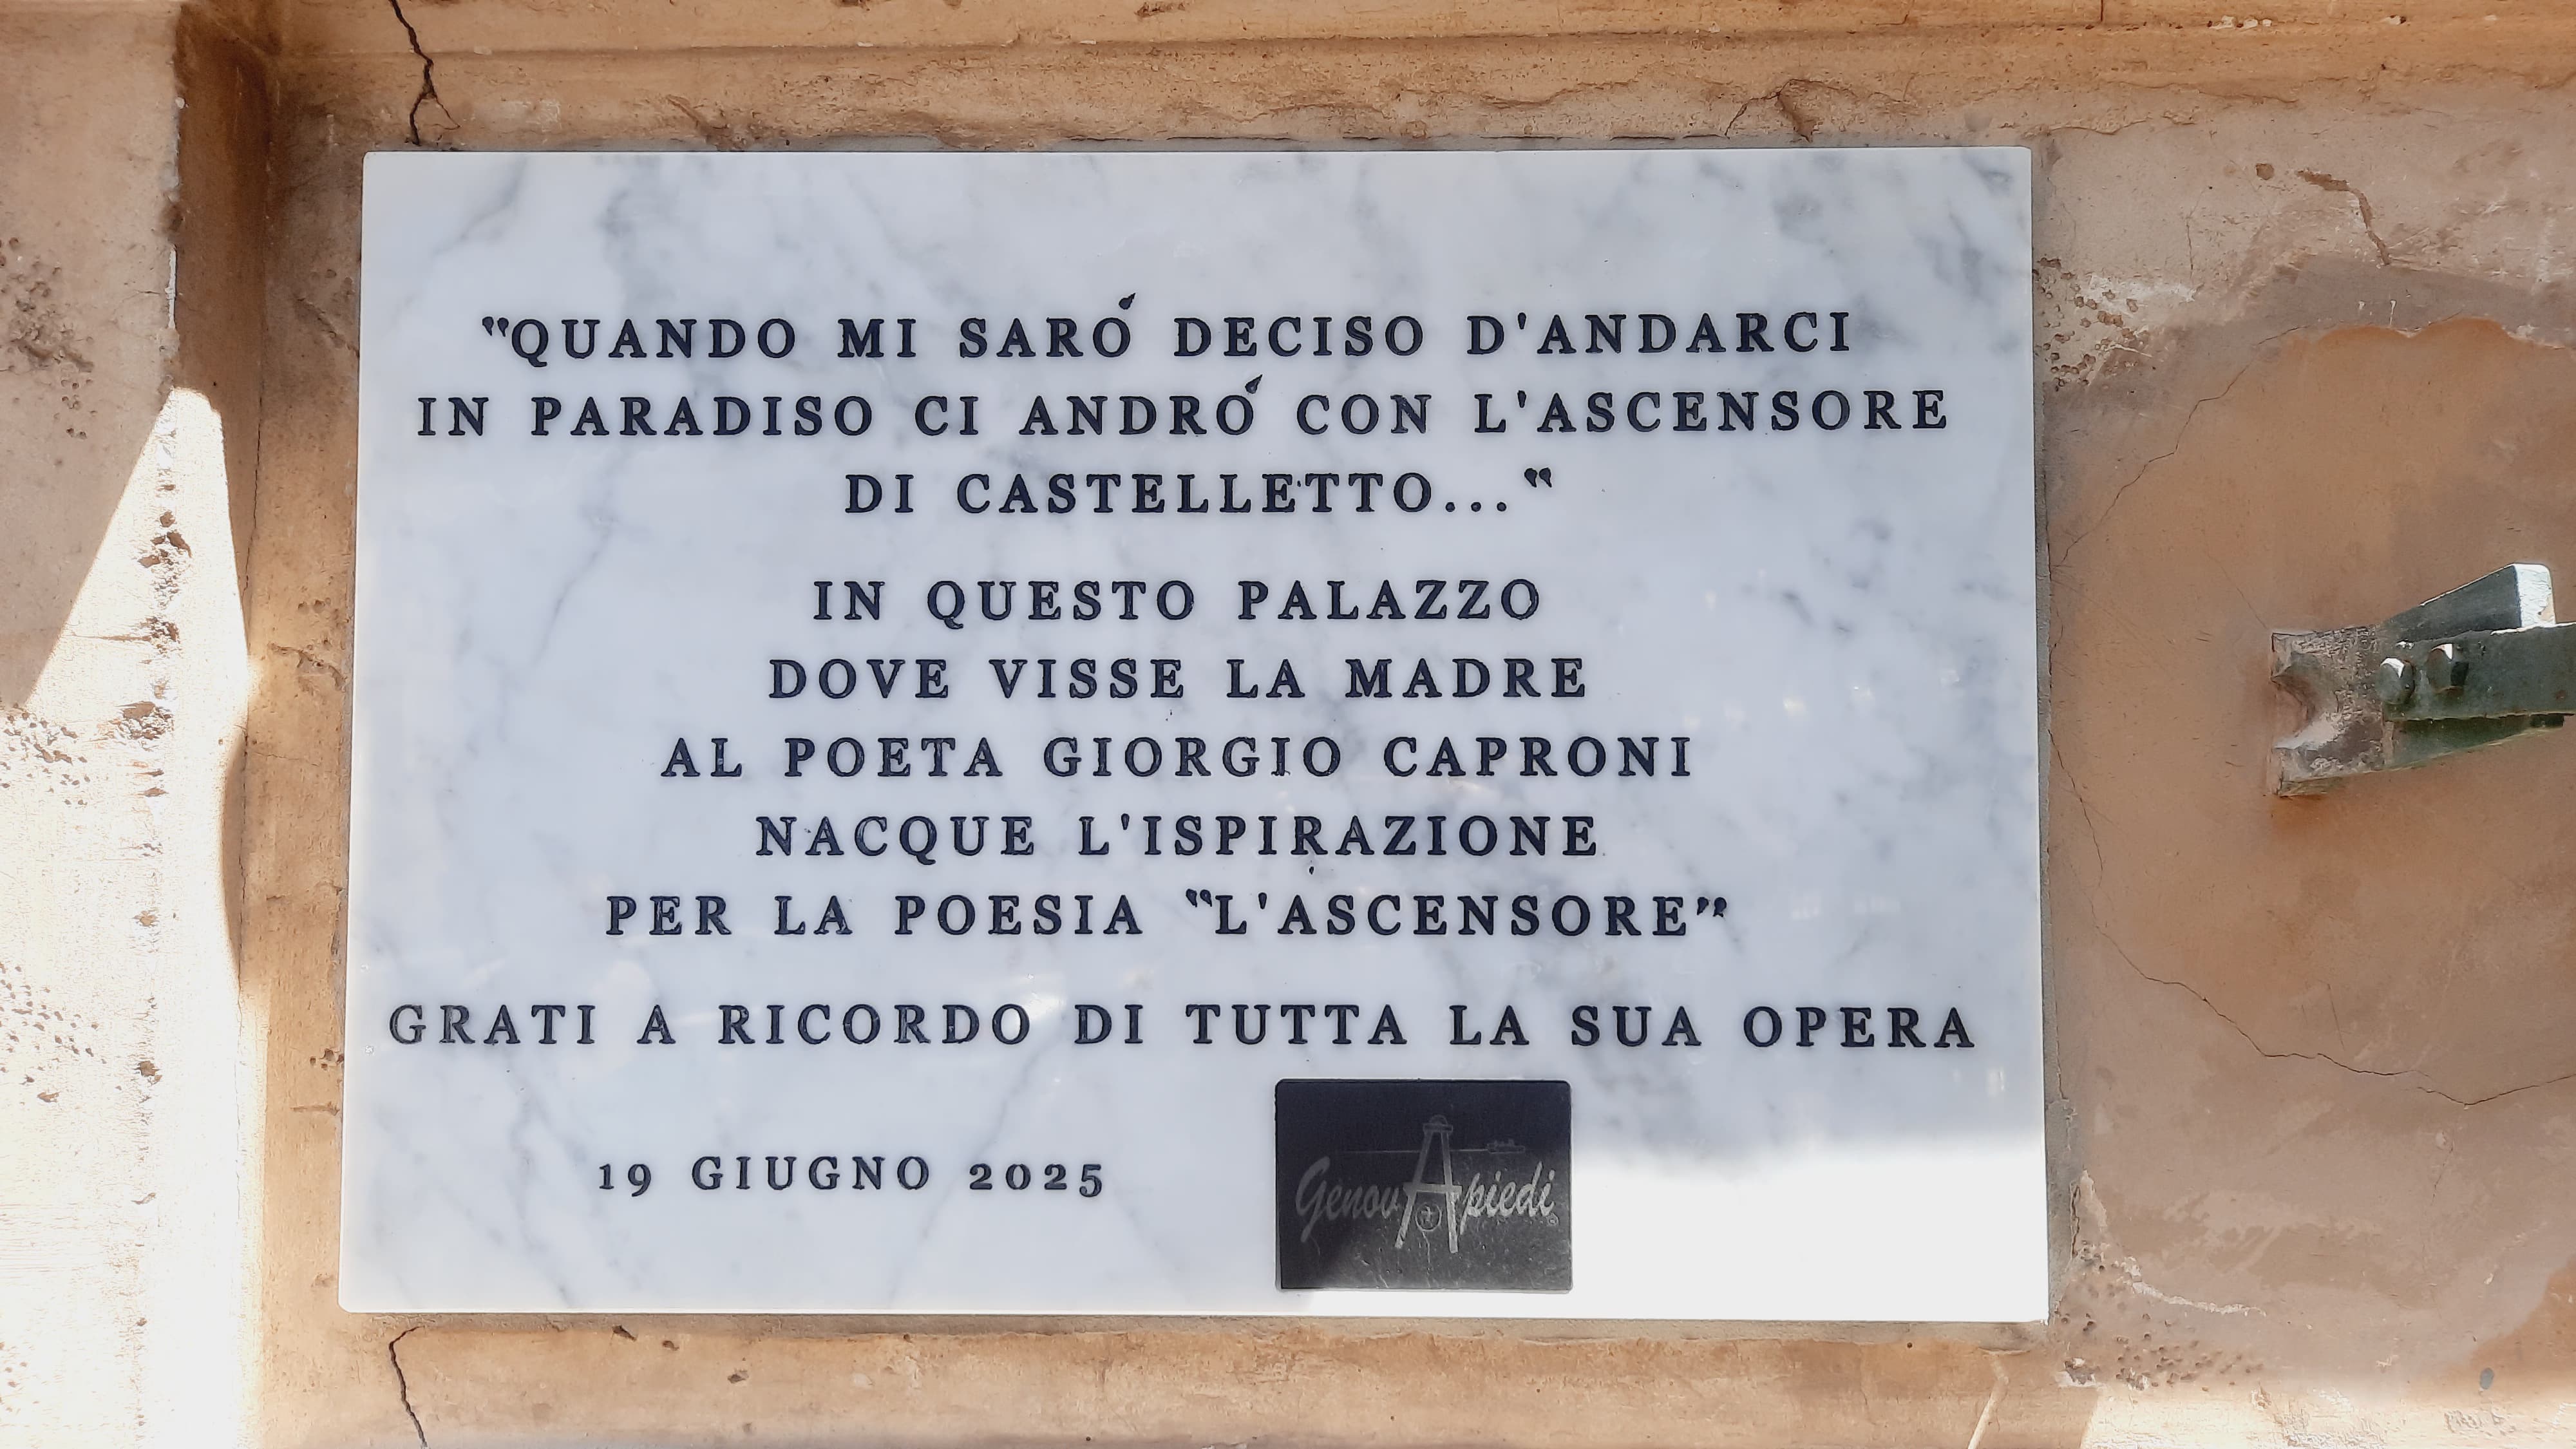 "QUANDO MI SARÓ DECISO D'ANDARCI
IN PARADISO CI ANDRÓ CON L'ASCENSORE
DI CASTELLETTO..."
IN QUESTO PALAZZO
DOVE VISSE LA MADRE
AL POETA GIORGIO CAPRONI
NACQUE L'ISPIRAZIONE
PER LA POESIA "L'ASCENSORE"
GRATI A RICORDO DI TUTTA LA SUA OPERA
19 GIUGNO 2025
GenovApiedi